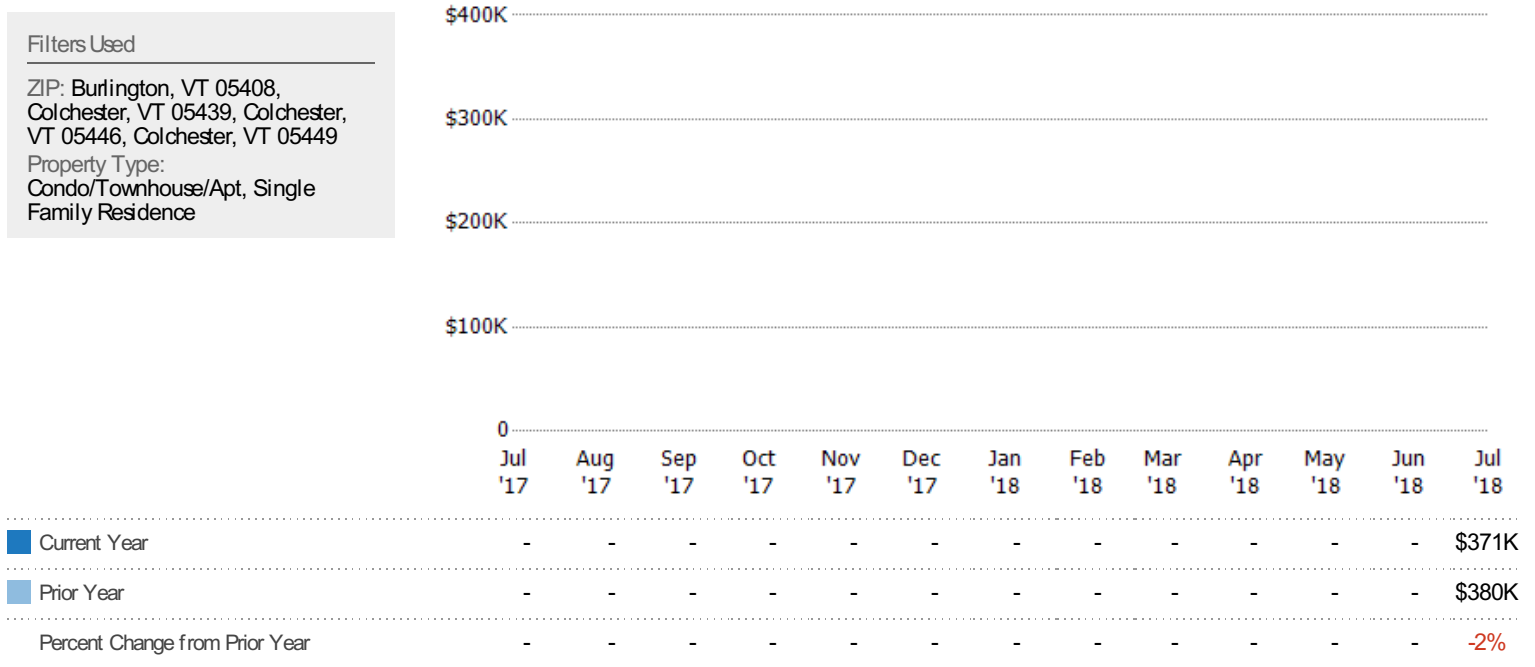 Filters Used
ZIP: Burlington, VT 05408,
Colchester, VT 05439, Colchester,
VT 05446, Colchester, VT 05449
Property Type:
Condo/Townhouse/Apt, Single
Family Residence
$400K
$300K
$200K
$100K
0
Jul Aug Sep Oct Nov Dec Jan Feb Mar Apr May Jun Jul
'17 '17 '17 '17 '17 '17 '18 '18 '18 '18 '18 '18 '18
Current Year - - - - - - - - - - - - $371K
Prior Year - - - - - - - - - - - - $380K
Percent Change from Prior Year - - - - - - - - - - - - -2%